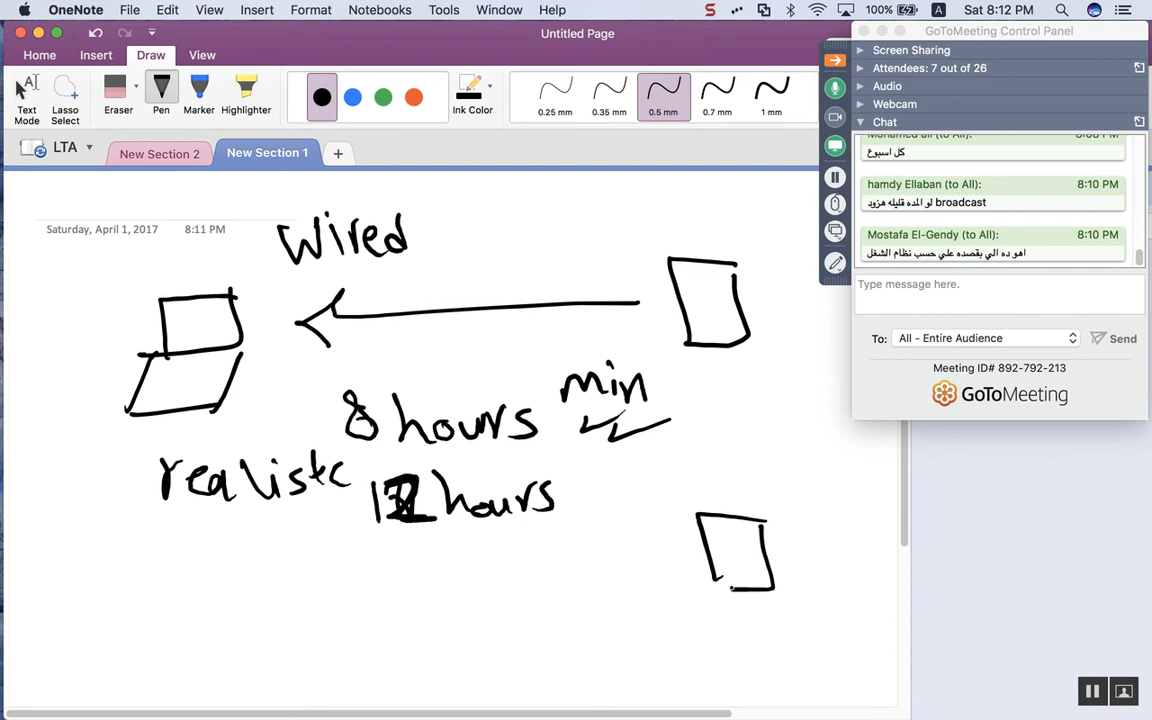 OneNote File Edit View Insert Format Notebooks Tools Window Help 100% A Sat 8:12 PM
Untitled Page
GoToMeeting Control Panel
Home Insert Draw View
Screen Sharing
Attendees: 7 out of 26
Audio
Webcam
Chat
Text Mode
Lasso Select
Eraser
Pen
Marker
Highlighter
Ink Color
0.25 mm 0.35 mm 0.5 mm 0.7 mm 1 mm
LTA New Section 2 New Section 1 +
Mohamed ali (to All):
كل اسبوع
hamdy Ellaban (to All): 8:10 PM
لو المده قليله هزود broadcast
Mostafa El-Gendy (to All): 8:10 PM
اهو ده الي بقصده علي حسب نظام الشغل
Type message here.
To: All - Entire Audience Send
Meeting ID# 892-792-213
GoToMeeting
Saturday, April 1, 2017 8:11 PM
Wired
8 hours min
realistc 12 hours